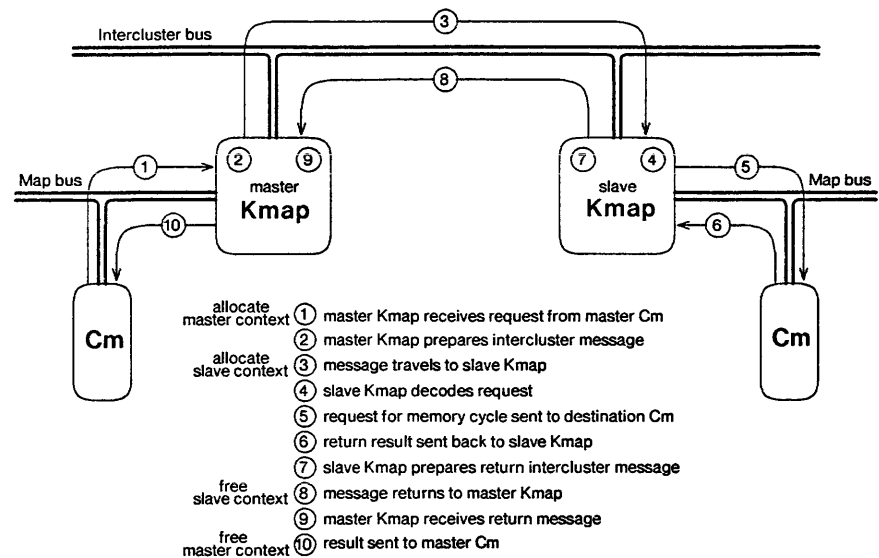 3
Intercluster bus
8
2 9
7 4
1
5
Map bus
master
slave
Map bus
Kmap
Kmap
10
6
Cm
Cm
allocate
master context 1 master Kmap receives request from master Cm
2 master Kmap prepares intercluster message
allocate
slave context 3 message travels to slave Kmap
4 slave Kmap decodes request
5 request for memory cycle sent to destination Cm
6 return result sent back to slave Kmap
7 slave Kmap prepares return intercluster message
free
slave context 8 message returns to master Kmap
9 master Kmap receives return message
free
master context 10 result sent to master Cm